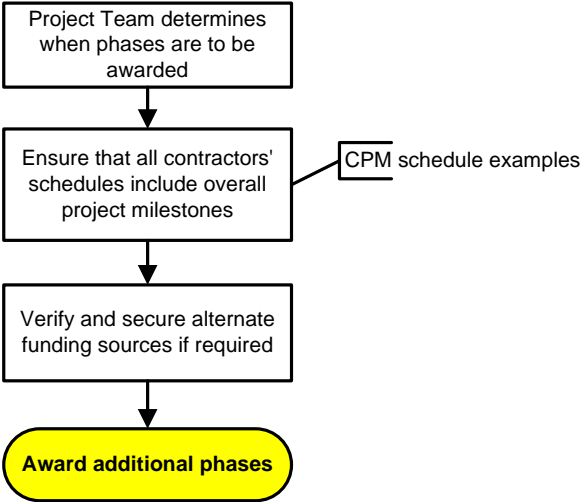 Project Team determines
when phases are to be
awarded
Ensure that all contractors'
schedules include overall
project milestones
CPM schedule examples
Verify and secure alternate
funding sources if required
Award additional phases